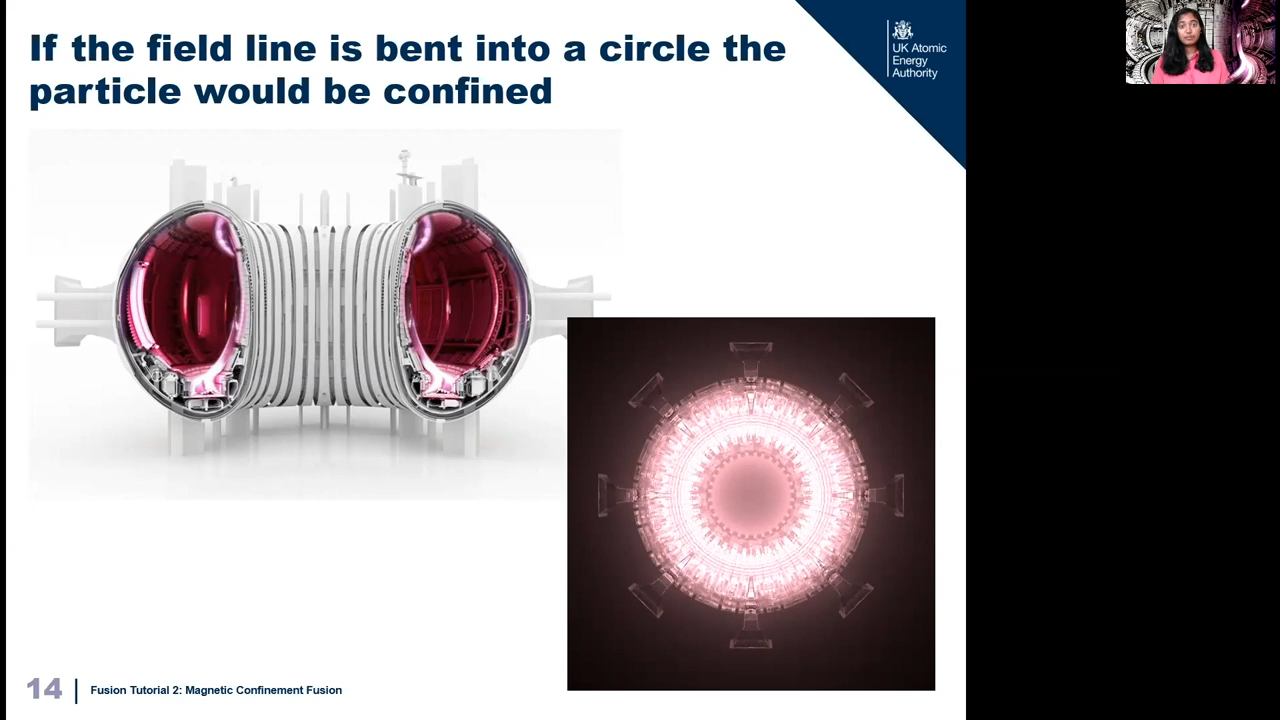 If the field line is bent into a circle the
particle would be confined
UK Atomic
Energy
Authority
14
Fusion Tutorial 2: Magnetic Confinement Fusion